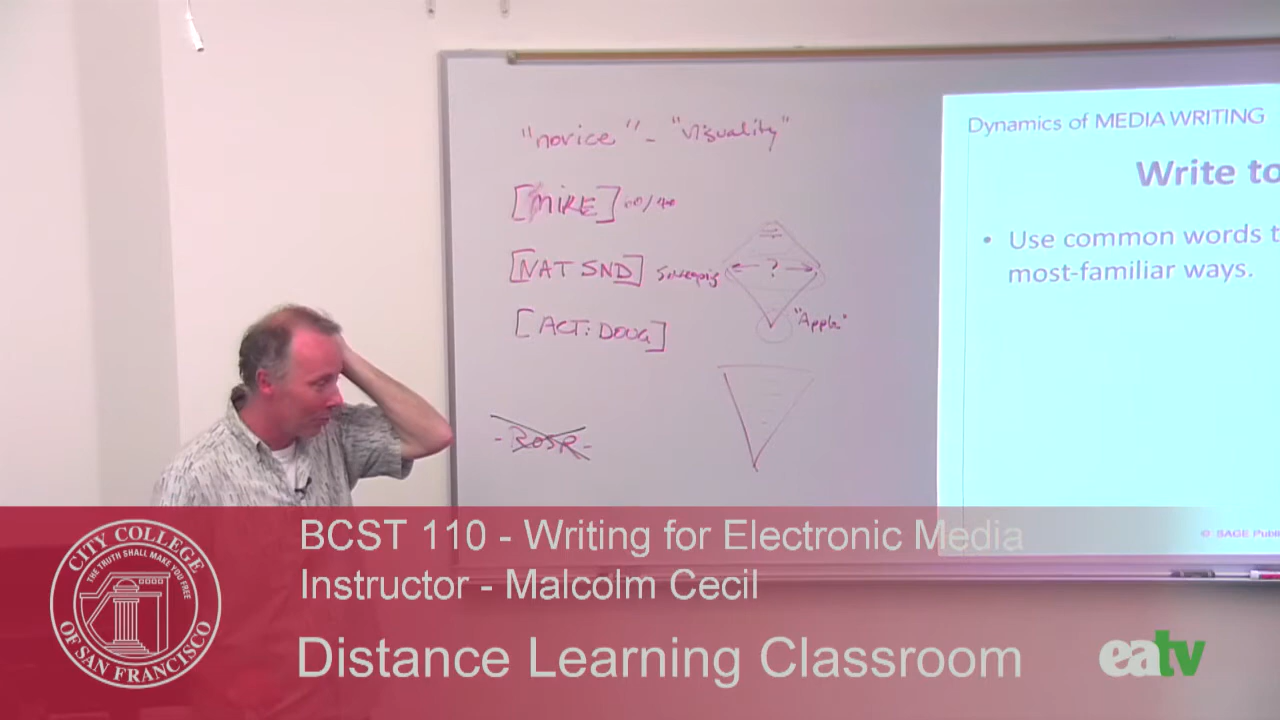 "novice" - "visuality"
[MIKE]
[NAT SND]
?
"Apple"
[ACT: DOUG]
Dynamics of MEDIA WRITING
Write to
• Use common words t
most-familiar ways.
© SAGE Publi
CITY COLLEGE
OF SAN FRANCISCO
THE TRUTH SHALL MAKE YOU FREE
BCST 110 - Writing for Electronic Media
Instructor - Malcolm Cecil
Distance Learning Classroom
eatv